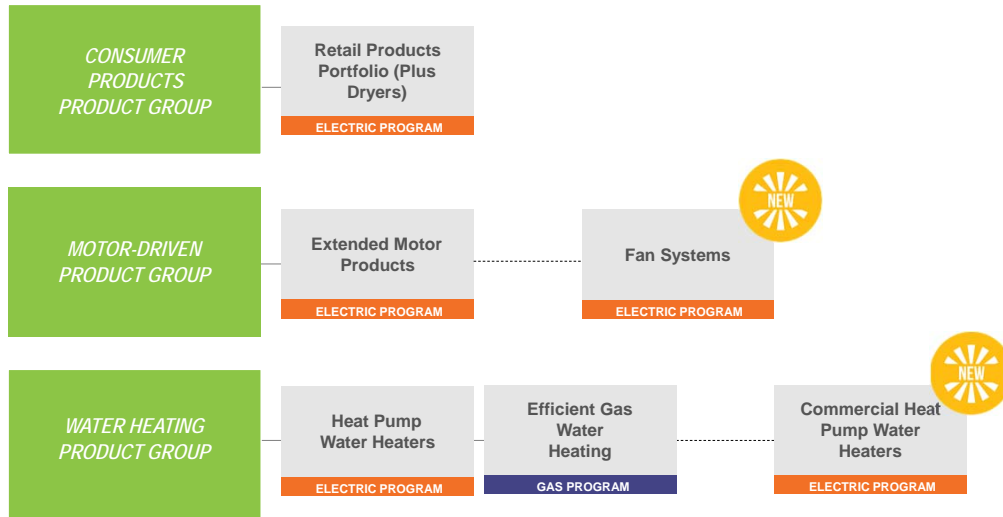 CONSUMER
PRODUCTS
PRODUCT GROUP
Retail Products
Portfolio (Plus
Dryers)
ELECTRIC PROGRAM
MOTOR-DRIVEN
PRODUCT GROUP
Extended Motor
Products
ELECTRIC PROGRAM
Fan Systems
ELECTRIC PROGRAM
NEW
WATER HEATING
PRODUCT GROUP
Heat Pump
Water Heaters
ELECTRIC PROGRAM
Efficient Gas
Water
Heating
GAS PROGRAM
Commercial Heat
Pump Water
Heaters
ELECTRIC PROGRAM
NEW